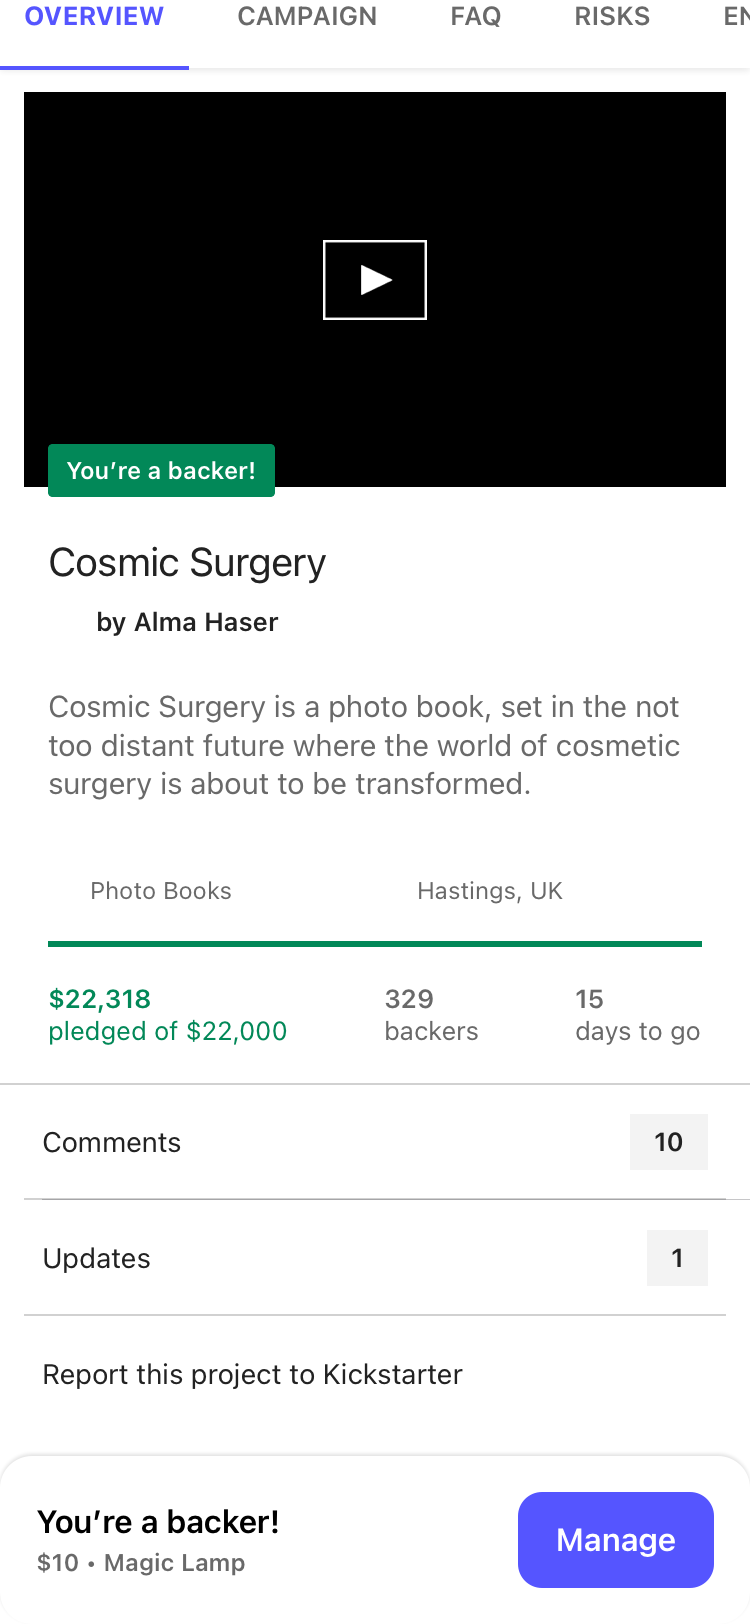 OVERVIEW CAMPAIGN FAQ RISKS
You're a backer!
Cosmic Surgery
by Alma Haser
Cosmic Surgery is a photo book, set in the not
too distant future where the world of cosmetic
surgery is about to be transformed.
Photo Books Hastings, UK
$22,318 329 15
pledged of $22,000 backers days to go
Comments 10
Updates 1
Report this project to Kickstarter
You're a backer!
$10 • Magic Lamp
Manage